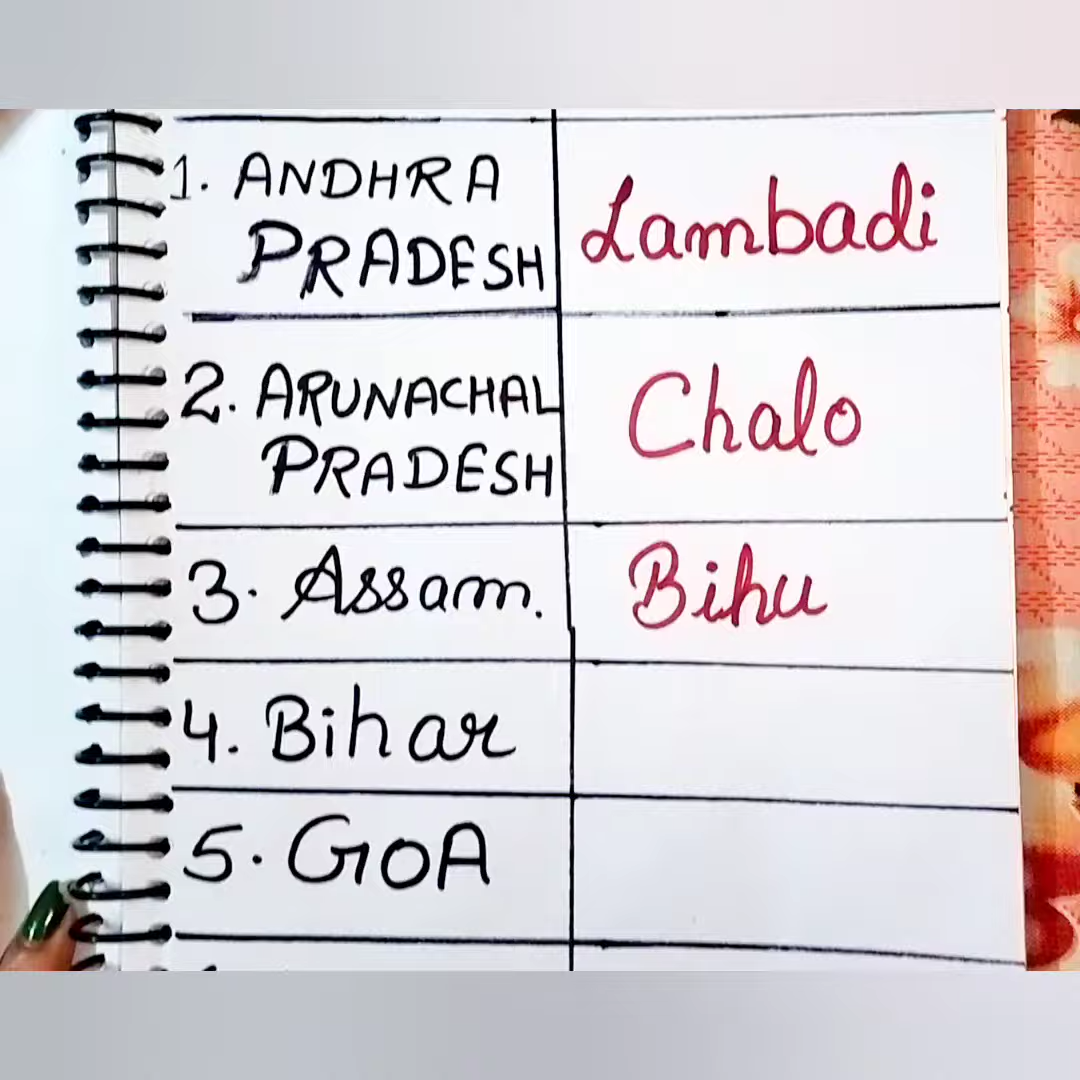 1. ANDHRA
PRADESH
Lambadi
2. ARUNACHAL
PRADESH
Chalo
3. Assam.
Bihu
4. Bihar
5. GOA